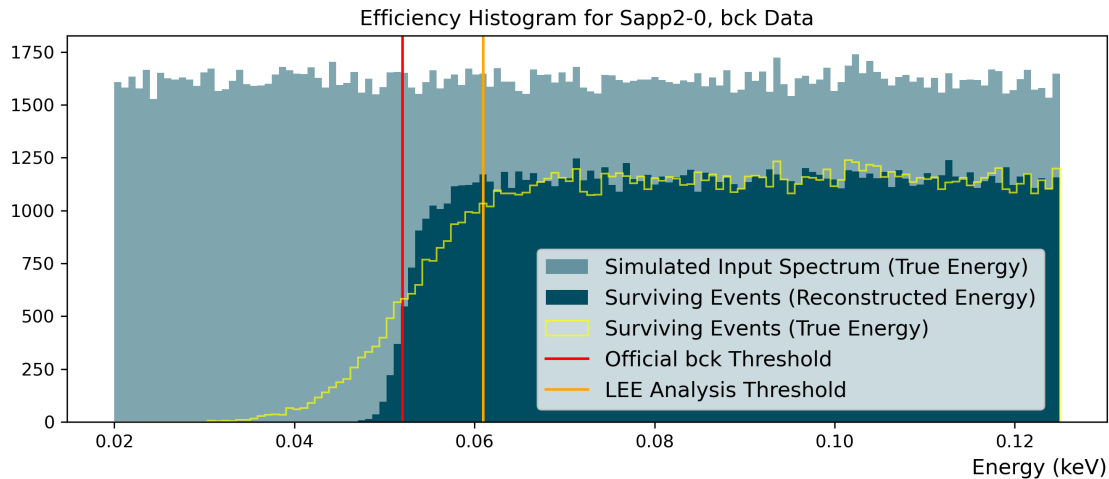 Efficiency Histogram for Sapp2-0, bck Data
1750
1500
1250
1000
750
500
250
0
Simulated Input Spectrum (True Energy)
Surviving Events (Reconstructed Energy)
Surviving Events (True Energy)
Official bck Threshold
LEE Analysis Threshold
0.02 0.04 0.06 0.08 0.10 0.12
Energy (keV)